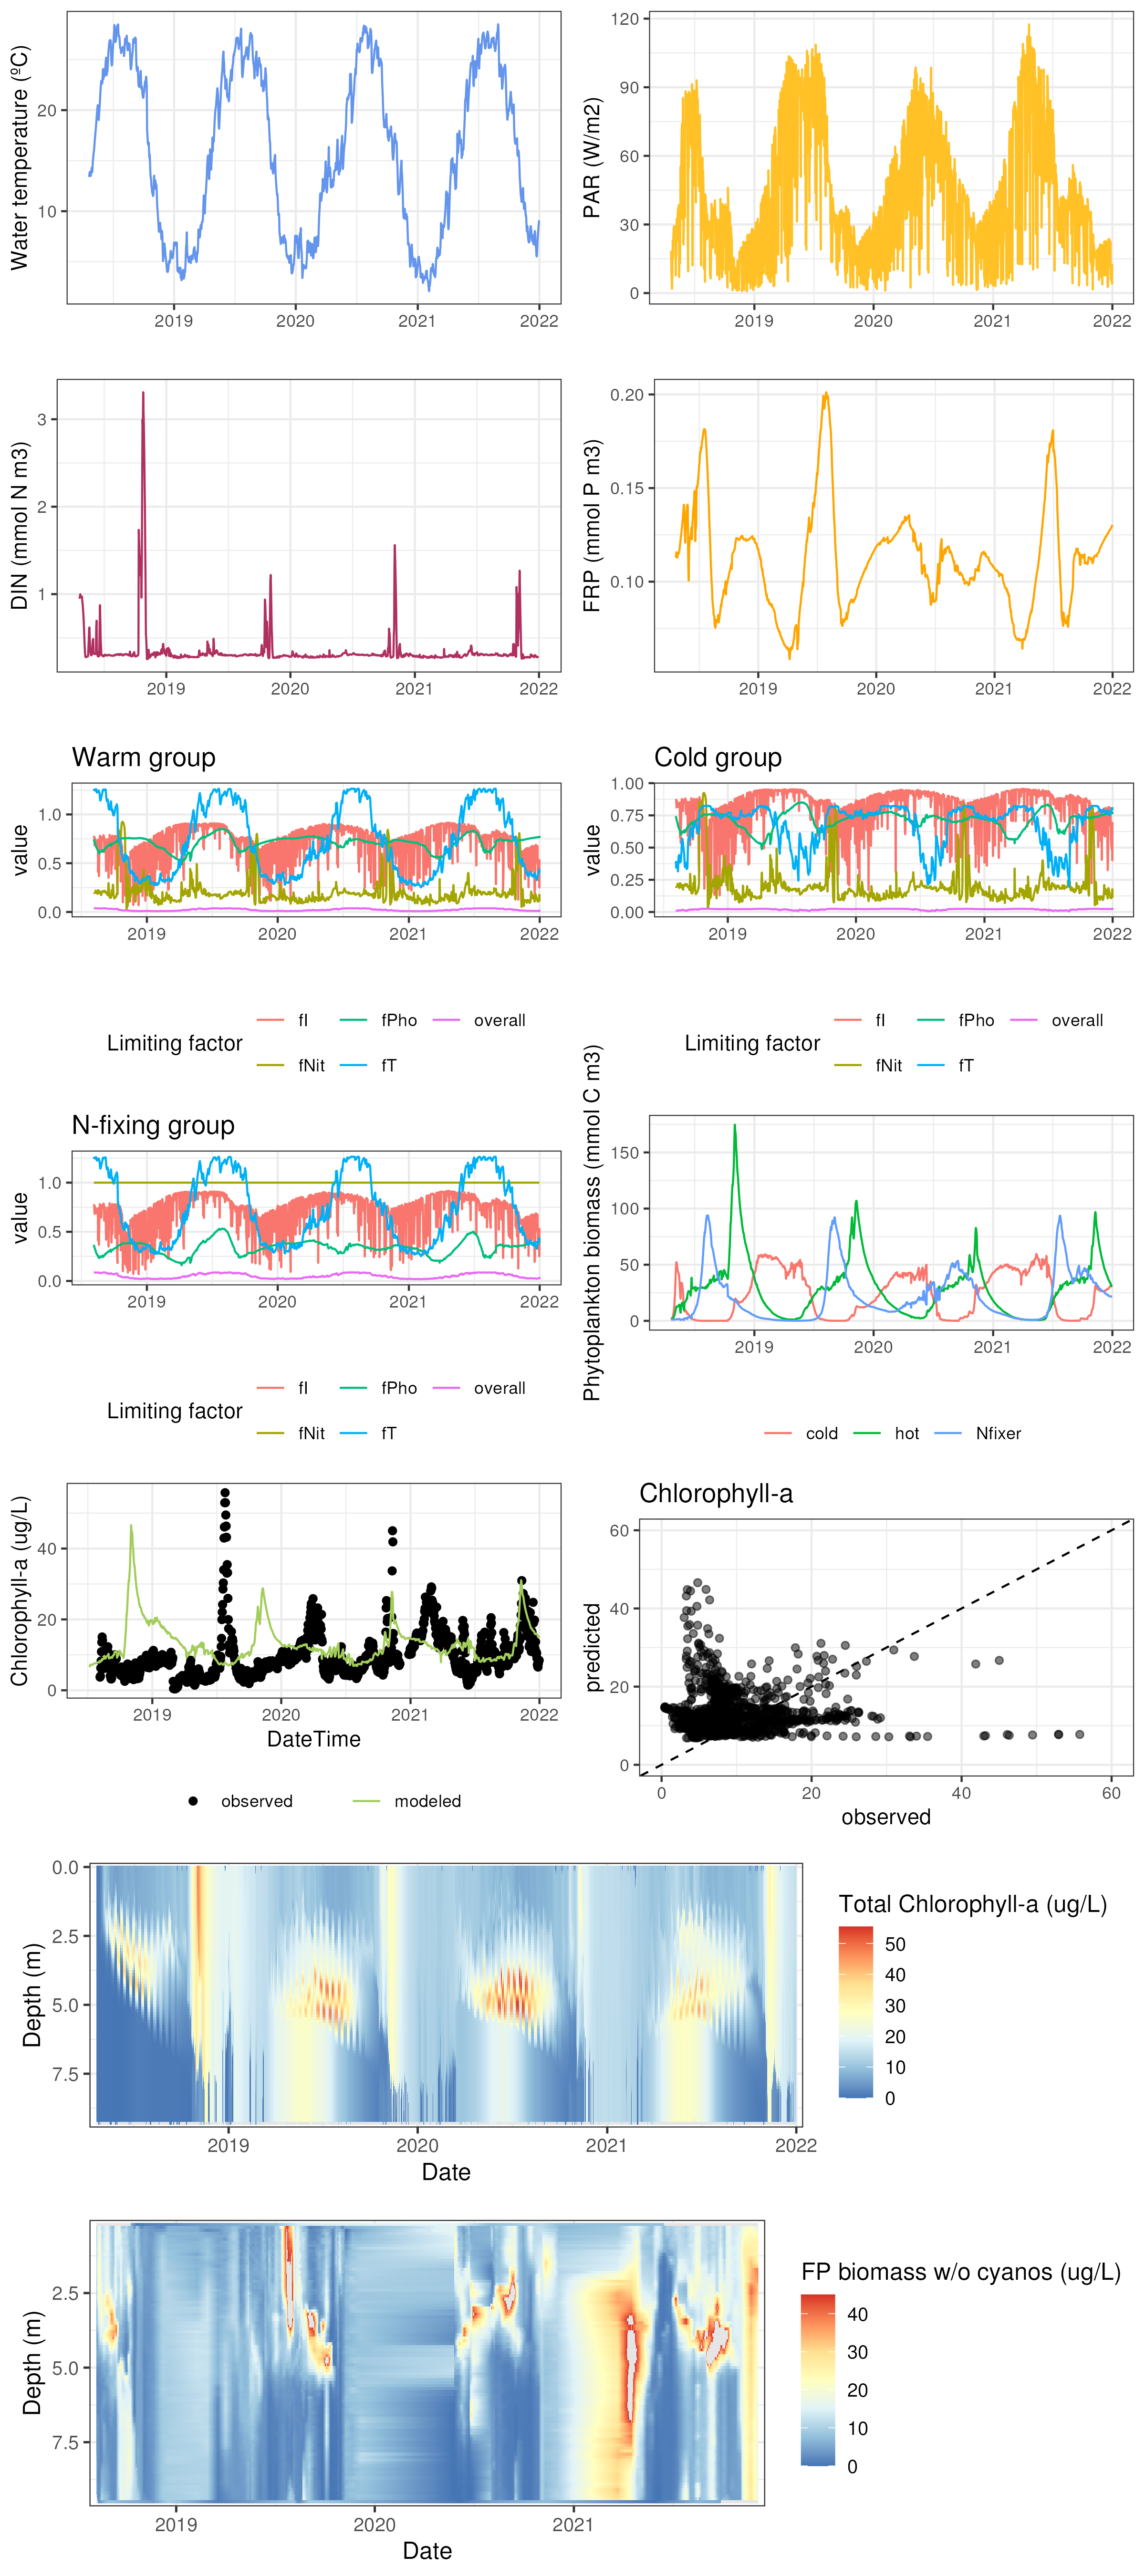 Water temperature (ºC)
20
10
2019 2020 2021 2022
PAR (W/m2)
120
90
60
30
0
2019 2020 2021 2022
DIN (mmol N m3)
3
2
1
2019 2020 2021 2022
FRP (mmol P m3)
0.20
0.15
0.10
2019 2020 2021 2022
Warm group
value
1.0
0.5
0.0
2019 2020 2021 2022
Limiting factor
fI fPho overall
fNit fT
Cold group
value
1.00
0.75
0.50
0.25
0.00
2019 2020 2021 2022
Limiting factor
fI fPho overall
fNit fT
N-fixing group
value
1.0
0.5
0.0
2019 2020 2021 2022
Limiting factor
fI fPho overall
fNit fT
Phytoplankton biomass (mmol C m3)
150
100
50
0
2019 2020 2021 2022
cold hot Nfixer
Chlorophyll-a (ug/L)
40
20
0
2019 2020 2021 2022
DateTime
observed modeled
Chlorophyll-a
predicted
60
40
20
0
0 20 40 60
observed
Depth (m)
0.0
2.5
5.0
7.5
2019 2020 2021 2022
Date
Total Chlorophyll-a (ug/L)
50
40
30
20
10
0
Depth (m)
2.5
5.0
7.5
2019 2020 2021
Date
FP biomass w/o cyanos (ug/L)
40
30
20
10
0